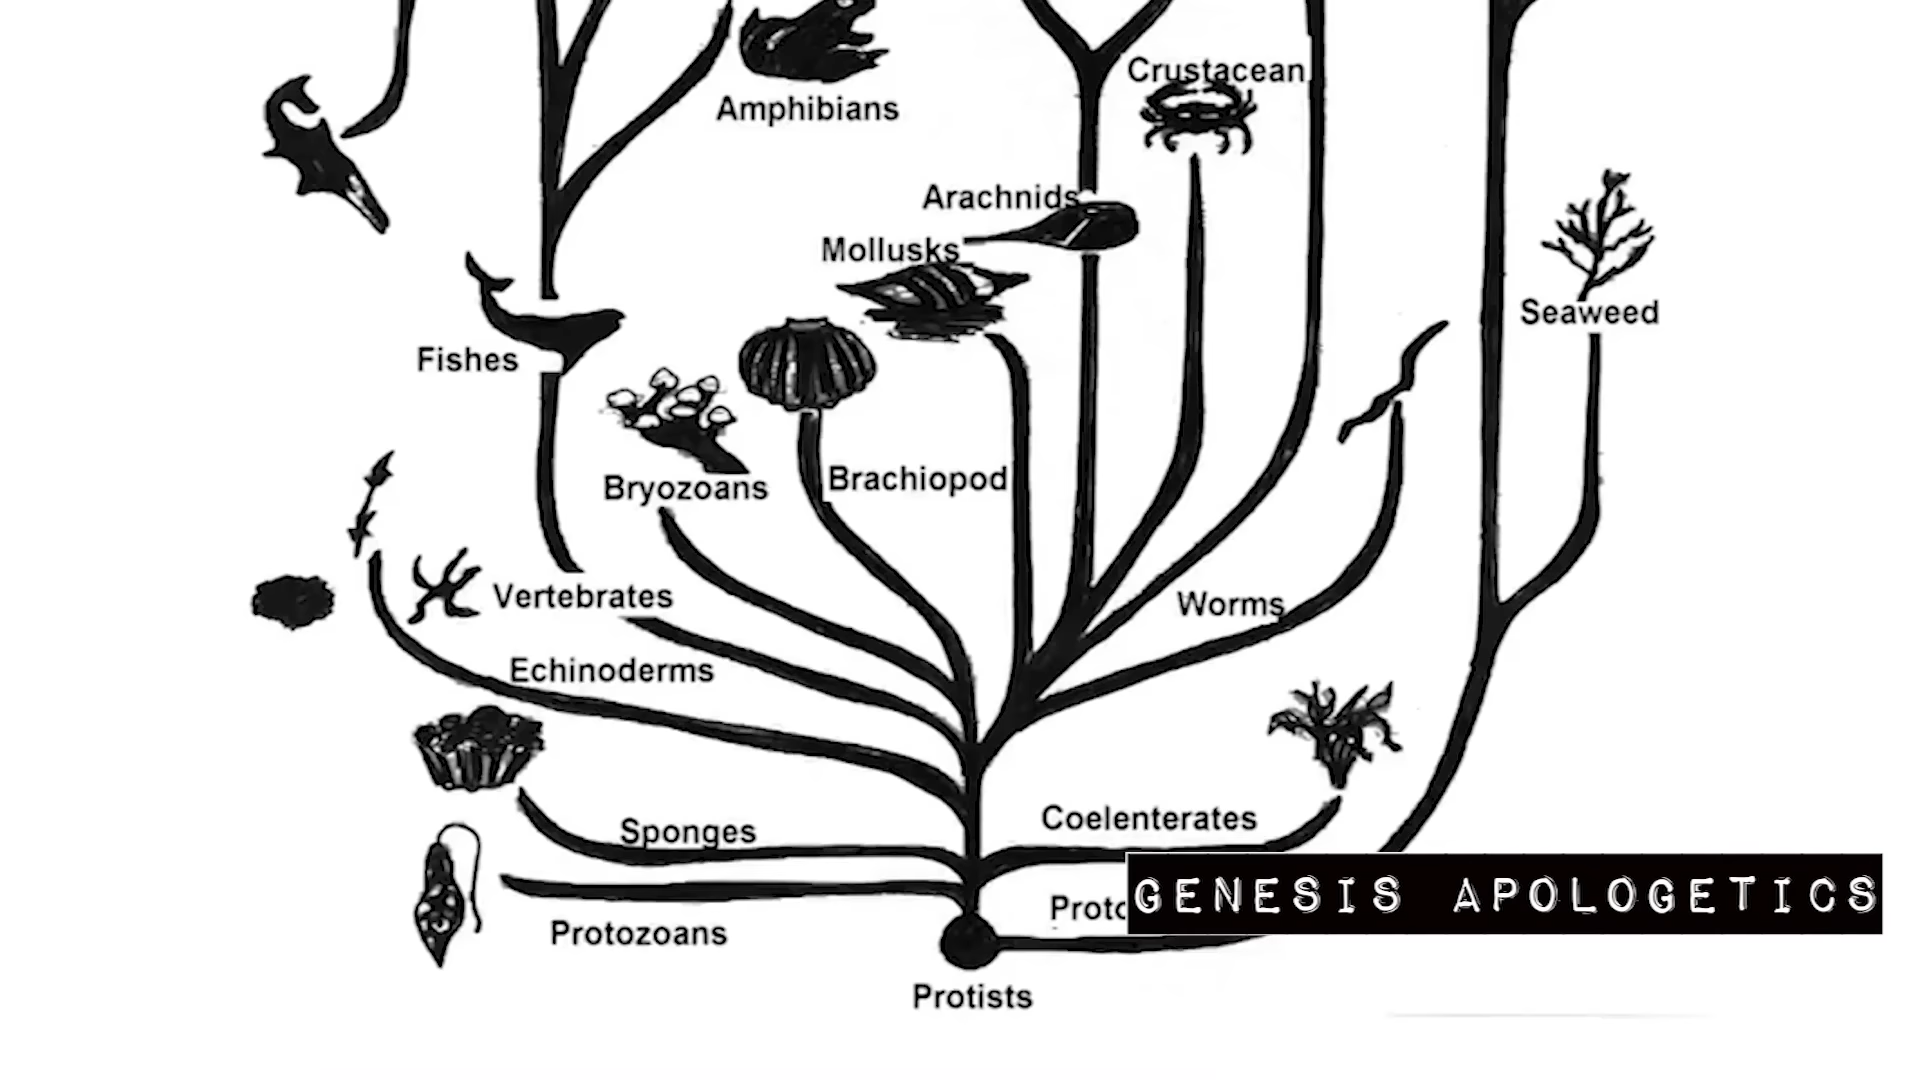 Crustacean
Amphibians
Arachnids
Mollusks
Seaweed
Fishes
Brachiopod
Bryozoans
Vertebrates
Worms
Echinoderms
Coelenterates
Sponges
GENESIS APOLOGETICS
Protozoans
Protists